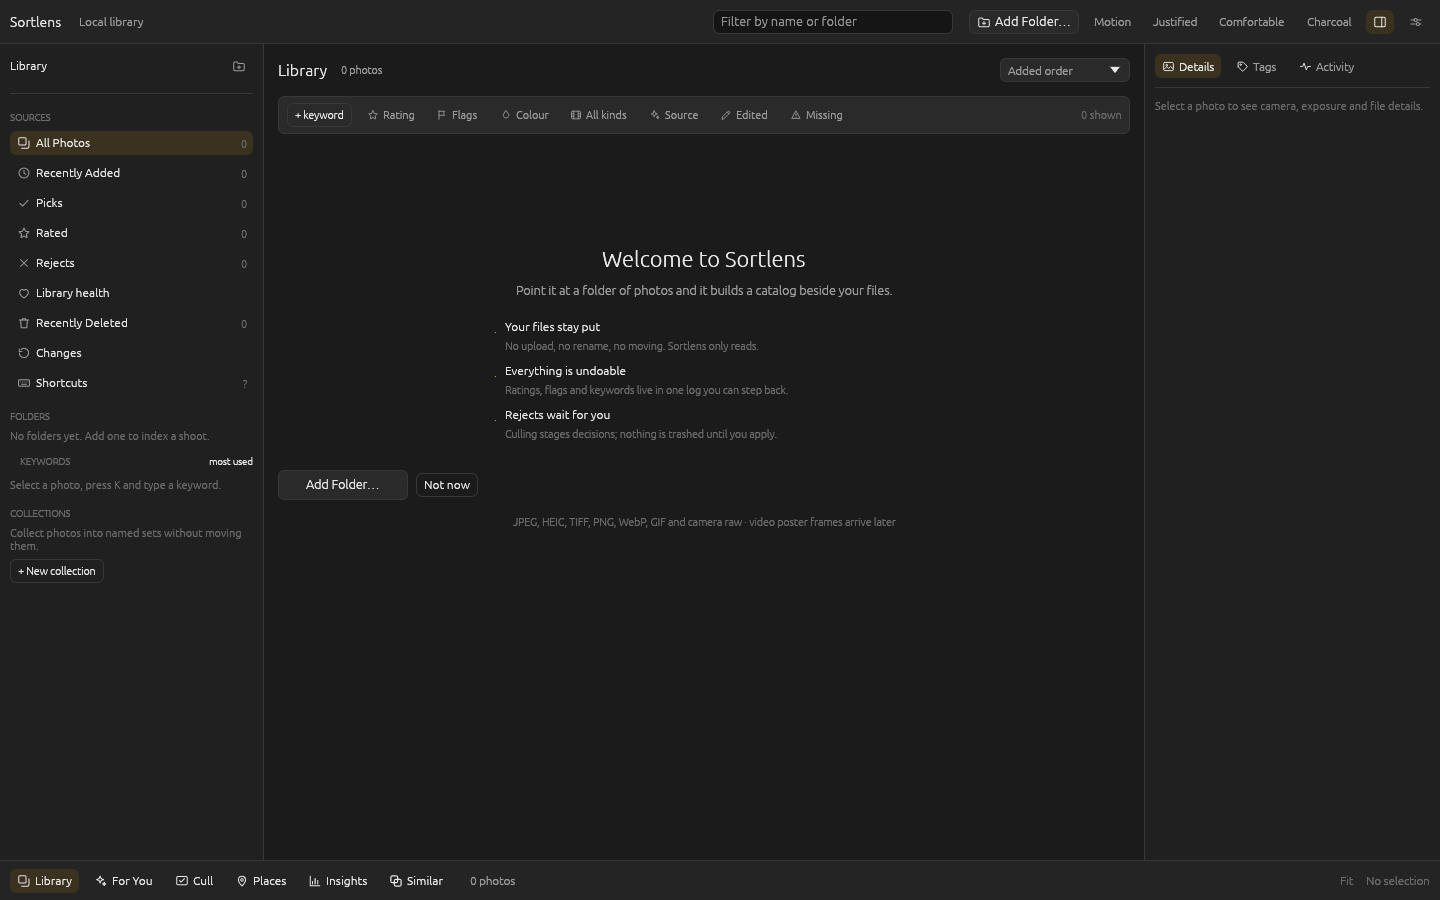 Sortlens
Local library
Filter by name or folder
Add Folder...
Motion
Justified
Comfortable
Charcoal
Library
SOURCES
All Photos 0
Recently Added 0
Picks 0
Rated 0
Rejects 0
Library health
Recently Deleted 0
Changes
Shortcuts ?
FOLDERS
No folders yet. Add one to index a shoot.
KEYWORDS most used
Select a photo, press K and type a keyword.
COLLECTIONS
Collect photos into named sets without moving
them.
+ New collection
Library 0 photos
Added order
+ keyword
Rating
Flags
Colour
All kinds
Source
Edited
Missing
0 shown
Welcome to Sortlens
Point it at a folder of photos and it builds a catalog beside your files.
Your files stay put
No upload, no rename, no moving. Sortlens only reads.
Everything is undoable
Ratings, flags and keywords live in one log you can step back.
Rejects wait for you
Culling stages decisions; nothing is trashed until you apply.
Add Folder...
Not now
JPEG, HEIC, TIFF, PNG, WebP, GIF and camera raw · video poster frames arrive later
Details
Tags
Activity
Select a photo to see camera, exposure and file details.
Library
For You
Cull
Places
Insights
Similar
0 photos
Fit
No selection